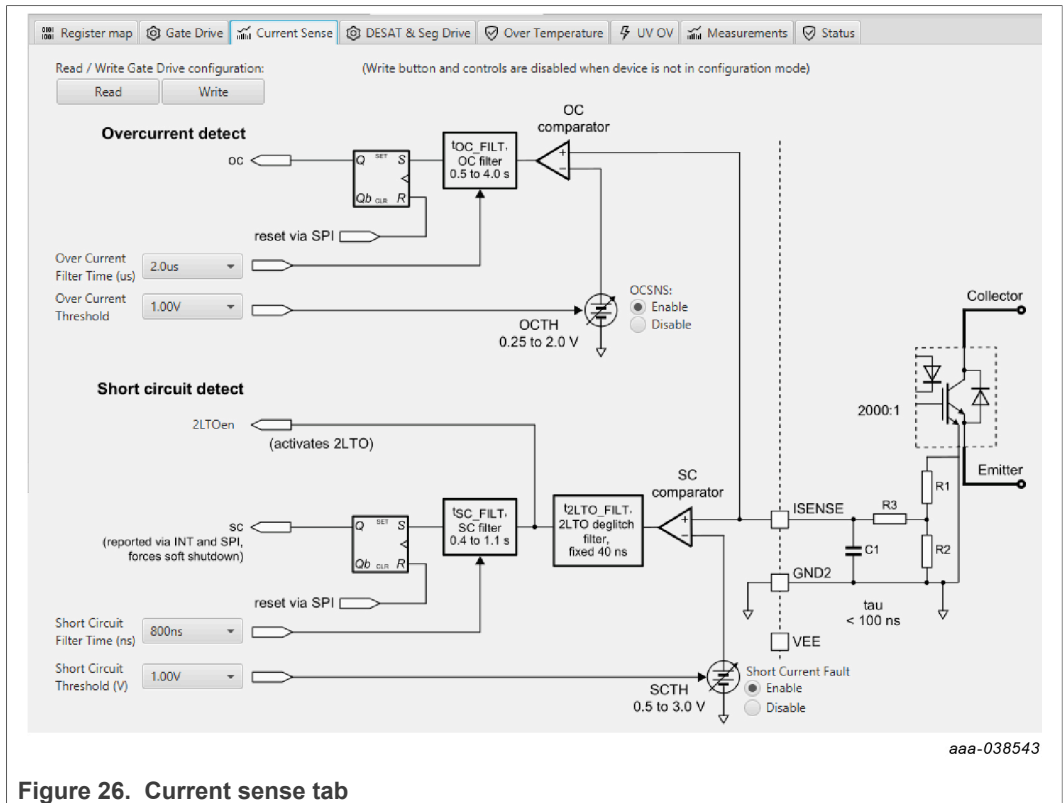 Register map Gate Drive Current Sense DESAT & Seg Drive Over Temperature UV OV Measurements Status
Read / Write Gate Drive configuration: (Write button and controls are disabled when device is not in configuration mode)
Read Write
Overcurrent detect
OC
comparator
OC
Q SET S
Qb CLR R
tOC_FILT,
OC filter
0.5 to 4.0 s
+
−
reset via SPI
Over Current
Filter Time (us)
2.0us
Over Current
Threshold
1.00V
OCTH
0.25 to 2.0 V
OCSNS:
Enable
Disable
Collector
2000:1
Emitter
Short circuit detect
2LTOen
(activates 2LTO)
SC
comparator
sc
(reported via INT and SPI,
forces soft shutdown)
Q SET S
Qb CLR R
tSC_FILT,
SC filter
0.4 to 1.1 s
t2LTO_FILT,
2LTO deglitch
filter,
fixed 40 ns
+
−
ISENSE
R3
R1
R2
C1
GND2
tau
< 100 ns
VEE
reset via SPI
Short Circuit
Filter Time (ns)
800ns
Short Circuit
Threshold (V)
1.00V
SCTH
0.5 to 3.0 V
Short Current Fault
Enable
Disable
aaa-038543
Figure 26. Current sense tab